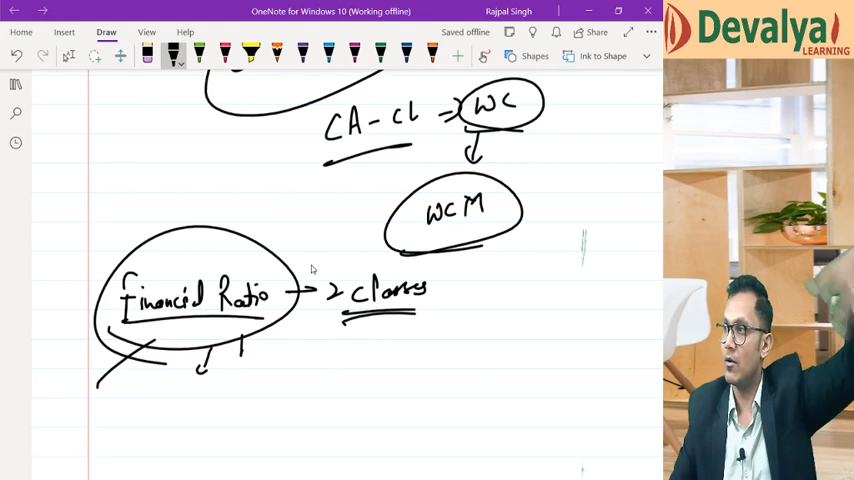 OneNote for Windows 10 (Working offline)
Rajpal Singh
Home Insert Draw View Help
Saved offline
Share
Shapes
Ink to Shape
Devalya
LEARNING
CA - CL ⇒ WC
WCM
Financial Ratio → 2 classes